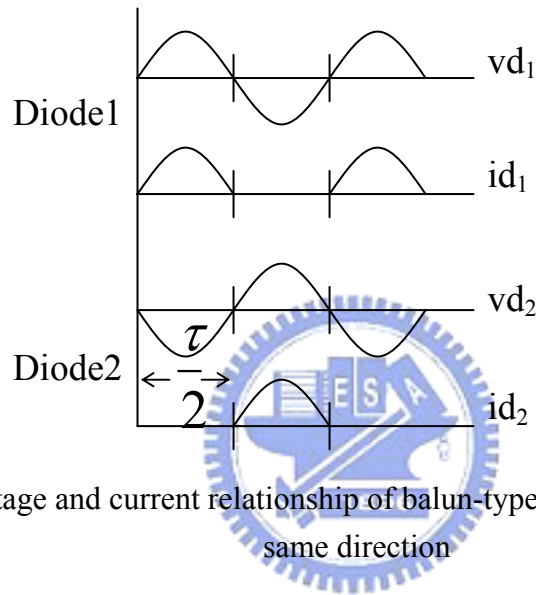 vd₁
Diode1
id₁
vd₂
τ/2
Diode2
id₂
E S A
tage and current relationship of balun-type
same direction